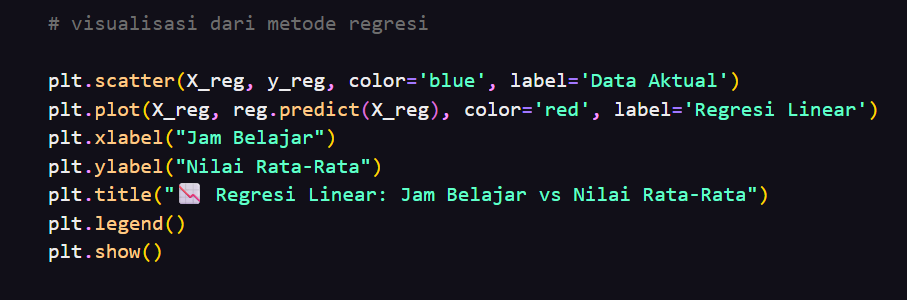 # visualisasi dari metode regresi
plt.scatter(X_reg, y_reg, color='blue', label='Data Aktual')
plt.plot(X_reg, reg.predict(X_reg), color='red', label='Regresi Linear')
plt.xlabel("Jam Belajar")
plt.ylabel("Nilai Rata-Rata")
plt.title("📉 Regresi Linear: Jam Belajar vs Nilai Rata-Rata")
plt.legend()
plt.show()